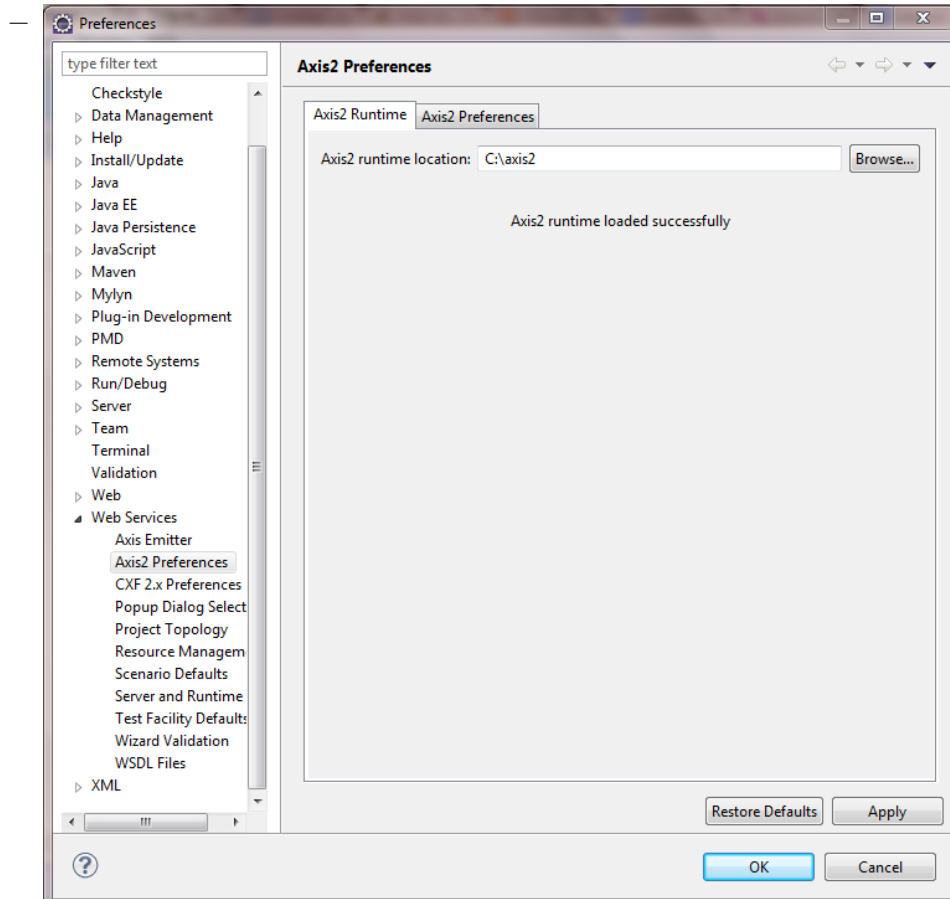 Preferences
type filter text
Checkstyle
Data Management
Help
Install/Update
Java
Java EE
Java Persistence
JavaScript
Maven
Mylyn
Plug-in Development
PMD
Remote Systems
Run/Debug
Server
Team
Terminal
Validation
Web
Web Services
Axis Emitter
Axis2 Preferences
CXF 2.x Preferences
Popup Dialog Select
Project Topology
Resource Managem
Scenario Defaults
Server and Runtime
Test Facility Defaults
Wizard Validation
WSDL Files
XML
Axis2 Preferences
Axis2 Runtime Axis2 Preferences
Axis2 runtime location: C:\axis2 Browse...
Axis2 runtime loaded successfully
Restore Defaults Apply
OK Cancel